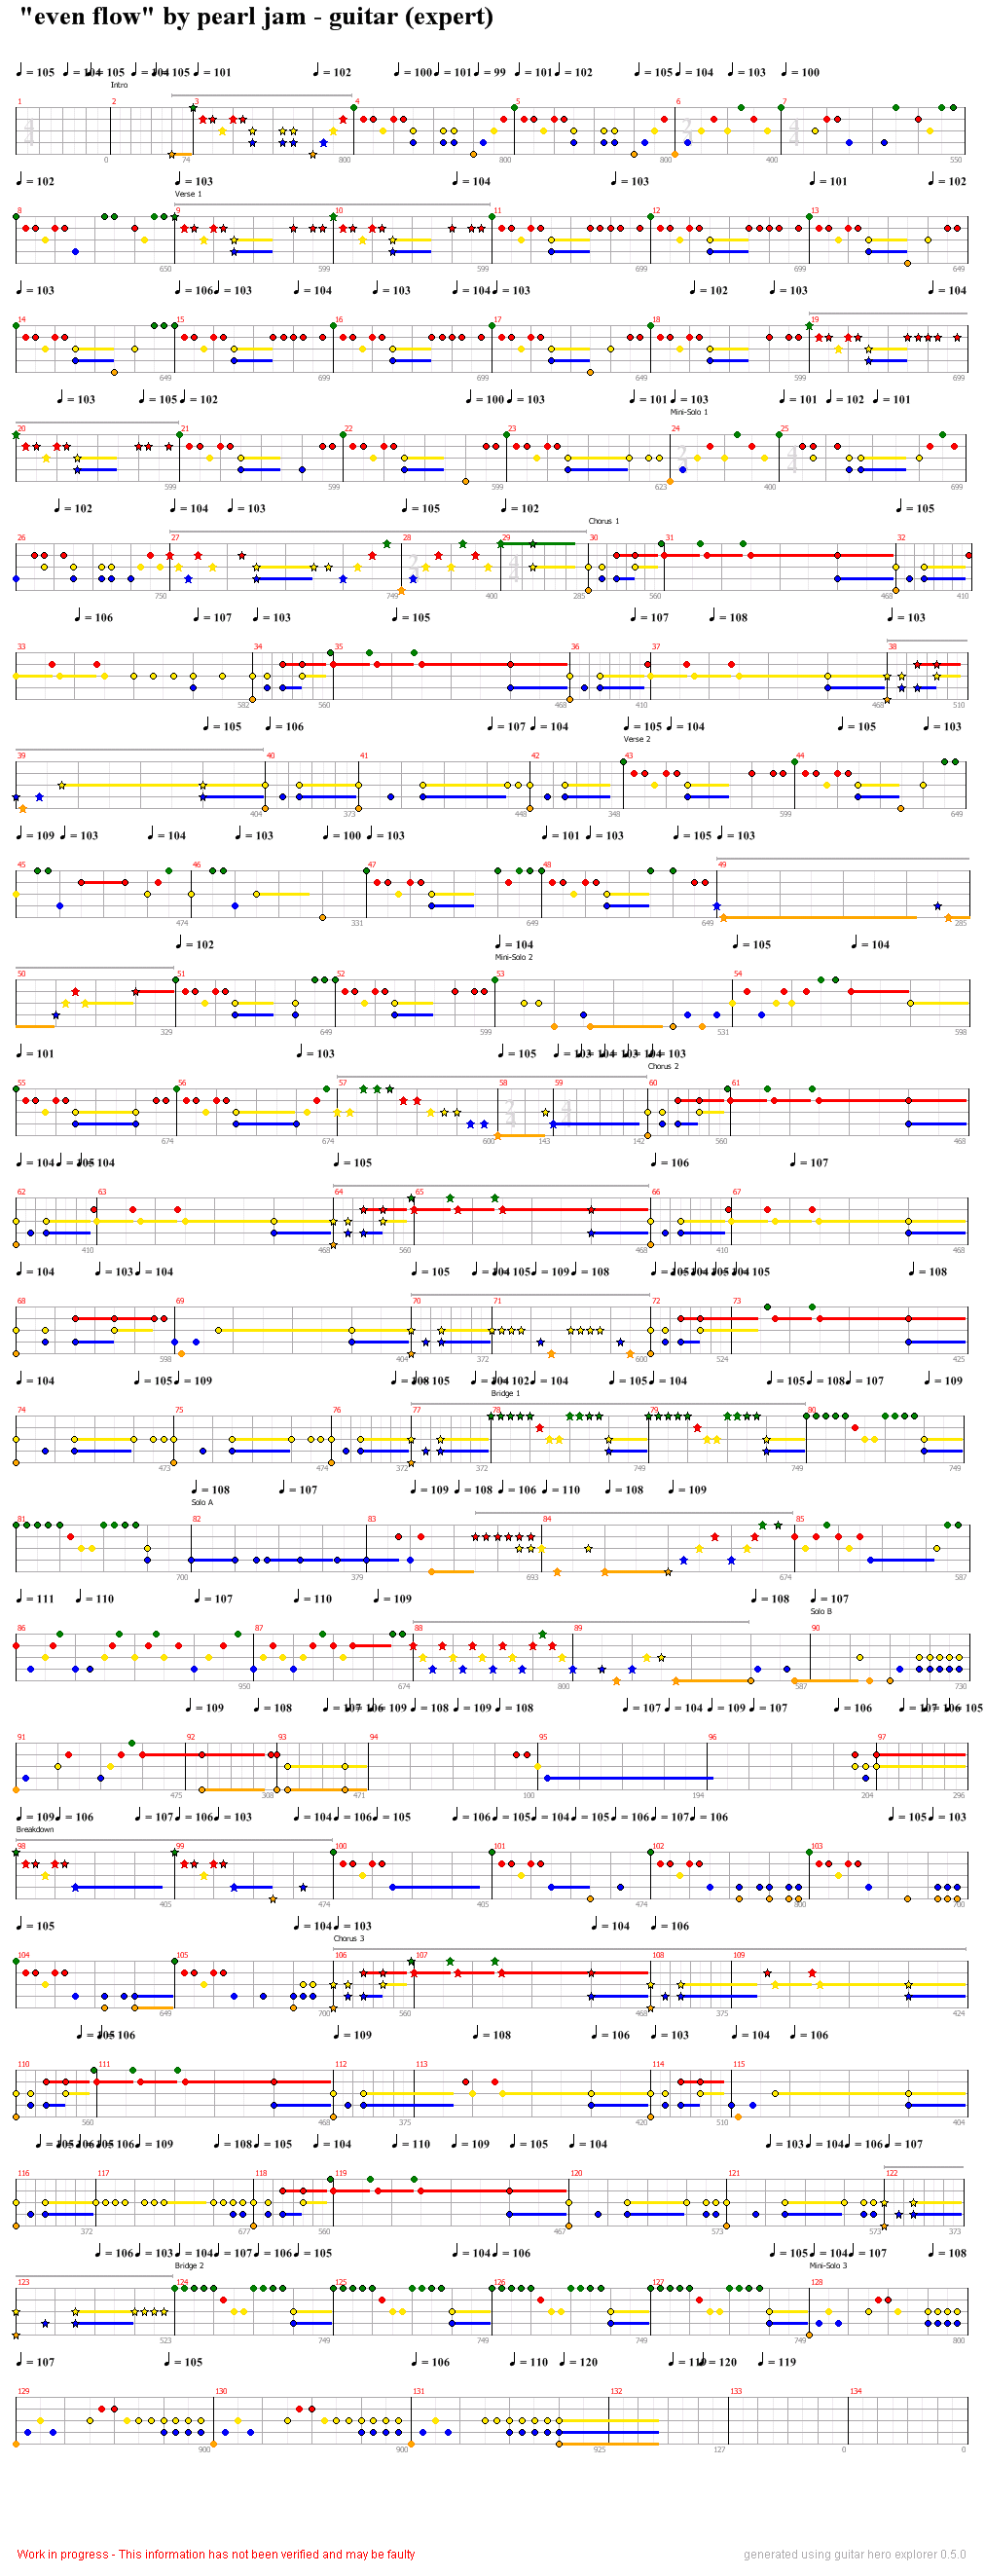 "even flow" by pearl jam - guitar (expert)
= 105 = 104 = 105 = 104 = 105 = 101 = 102 = 100 = 101 = 99 = 101 = 102 = 105 = 104 = 103 = 100
Intro
1 2 3 4 5 6 7
4 4 2 4 4 4
0 74 800 800 800 400 550
= 102 = 103 = 104 = 103 = 101 = 102
Verse 1
8 9 10 11 12 13
650 599 599 699 699 649
= 103 = 106 = 103 = 104 = 103 = 104 = 103 = 102 = 103 = 104
14 15 16 17 18 19
649 699 699 649 599 699
= 103 = 105 = 102 = 100 = 103 = 101 = 103 = 101 = 102 = 101
Mini-Solo 1
20 21 22 23 24 25
2 4 4 4
599 599 599 623 400 699
= 102 = 104 = 103 = 105 = 102 = 105
Chorus 1
26 27 28 29 30 31 32
2 4 4 4
750 749 400 285 560 468 410
= 106 = 107 = 103 = 105 = 107 = 108 = 103
33 34 35 36 37 38
582 560 468 410 468 510
= 105 = 106 = 107 = 104 = 105 = 104 = 105 = 103
Verse 2
39 40 41 42 43 44
404 373 448 348 599 649
= 109 = 103 = 104 = 103 = 100 = 103 = 101 = 103 = 105 = 103
45 46 47 48 49
474 331 649 649 285
= 102 = 104 = 105 = 104
Mini-Solo 2
50 51 52 53 54
329 649 599 531 598
= 101 = 103 = 105 = 103 = 104 = 103 = 104 = 103
Chorus 2
55 56 57 58 59 60 61
2 4 4 4
674 674 600 143 142 560 468
= 104 = 105 = 104 = 105 = 106 = 107
62 63 64 65 66 67
410 468 560 468 410 468
= 104 = 103 = 104 = 105 = 104 = 105 = 109 = 108 = 105 = 104 = 105 = 104 = 105 = 108
68 69 70 71 72 73
598 404 372 600 524 425
= 104 = 105 = 109 = 108 = 105 = 104 = 102 = 104 = 105 = 104 = 105 = 108 = 107 = 109
Bridge 1
74 75 76 77 78 79 80
473 474 372 372 749 749 749
= 108 = 107 = 109 = 108 = 106 = 110 = 108 = 109
Solo A
81 82 83 84 85
700 379 693 674 587
= 111 = 110 = 107 = 110 = 109 = 108 = 107
Solo B
86 87 88 89 90
950 674 800 587 736
= 109 = 108 = 107 = 106 = 109 = 108 = 109 = 108 = 107 = 104 = 109 = 107 = 106 = 107 = 106 = 105
91 92 93 94 95 96 97
475 308 471 100 194 204 296
= 109 = 106 = 107 = 106 = 103 = 104 = 106 = 105 = 106 = 105 = 104 = 105 = 106 = 107 = 106 = 105 = 103
Breakdown
98 99 100 101 102 103
405 474 405 474 800 700
= 105 = 104 = 103 = 104 = 106
Chorus 3
104 105 106 107 108 109
649 700 560 468 375 424
= 105 = 106 = 109 = 108 = 106 = 103 = 104 = 106
110 111 112 113 114 115
560 468 375 420 510 404
= 105 = 106 = 106 = 109 = 108 = 105 = 104 = 110 = 109 = 105 = 104 = 103 = 104 = 106 = 107
116 117 118 119 120 121 122
372 677 560 467 573 573 373
= 106 = 103 = 104 = 107 = 106 = 105 = 104 = 106 = 105 = 104 = 107 = 108
Bridge 2 Mini-Solo 3
123 124 125 126 127 128
523 749 749 749 749 800
= 107 = 105 = 106 = 110 = 120 = 119 = 120 = 119
129 130 131 132 133 134
900 900 925 127 0 0
Work in progress - This information has not been verified and may be faulty
generated using guitar hero explorer 0.5.0